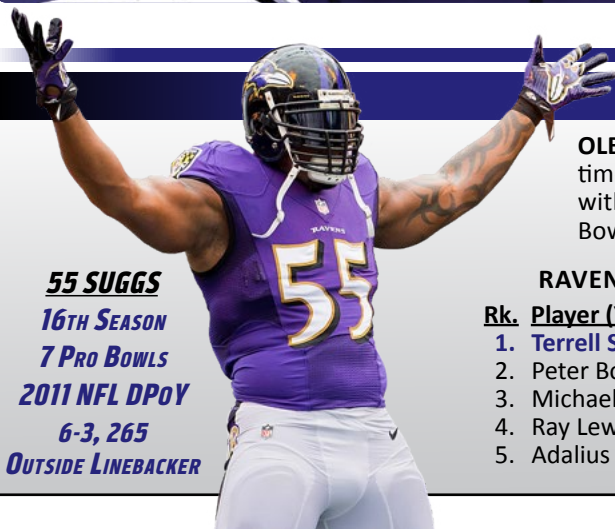 OLB
tim
with
Bow
RAVENS
55
55 SUGGS
16TH SEASON
7 PRO BOWLS
2011 NFL DPOY
6-3, 265
OUTSIDE LINEBACKER
RAVEN
Rk. Player (
1. Terrell S
2. Peter Bo
3. Michael
4. Ray Lew
5. Adalius